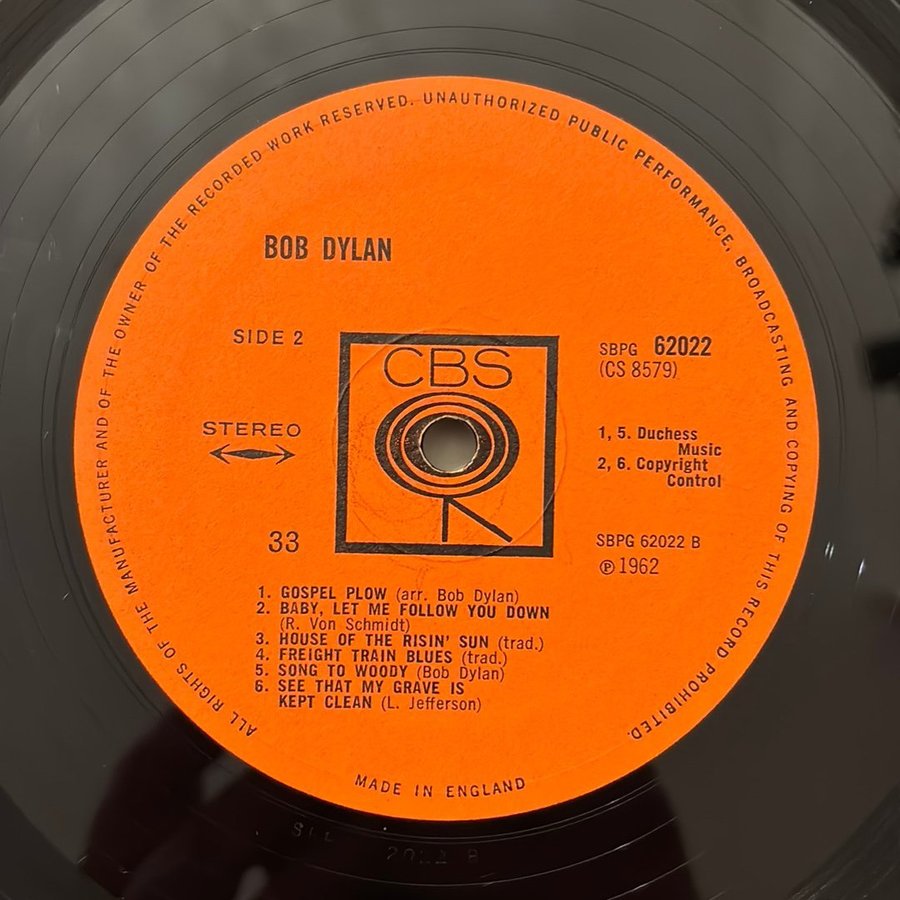 ALL RIGHTS OF THE MANUFACTURER AND OF THE OWNER OF THE RECORDED WORK RESERVED. UNAUTHORIZED PUBLIC PERFORMANCE, BROADCASTING AND COPYING OF THIS RECORD PROHIBITED.
BOB DYLAN
SIDE 2
CBS
SBPG 62022
(CS 8579)
STEREO
1, 5. Duchess
Music
2, 6. Copyright
Control
33
SBPG 62022 B
℗ 1962
1. GOSPEL PLOW (arr. Bob Dylan)
2. BABY, LET ME FOLLOW YOU DOWN
(R. Von Schmidt)
3. HOUSE OF THE RISIN' SUN (trad.)
4. FREIGHT TRAIN BLUES (trad.)
5. SONG TO WOODY (Bob Dylan)
6. SEE THAT MY GRAVE IS
KEPT CLEAN (L. Jefferson)
MADE IN ENGLAND